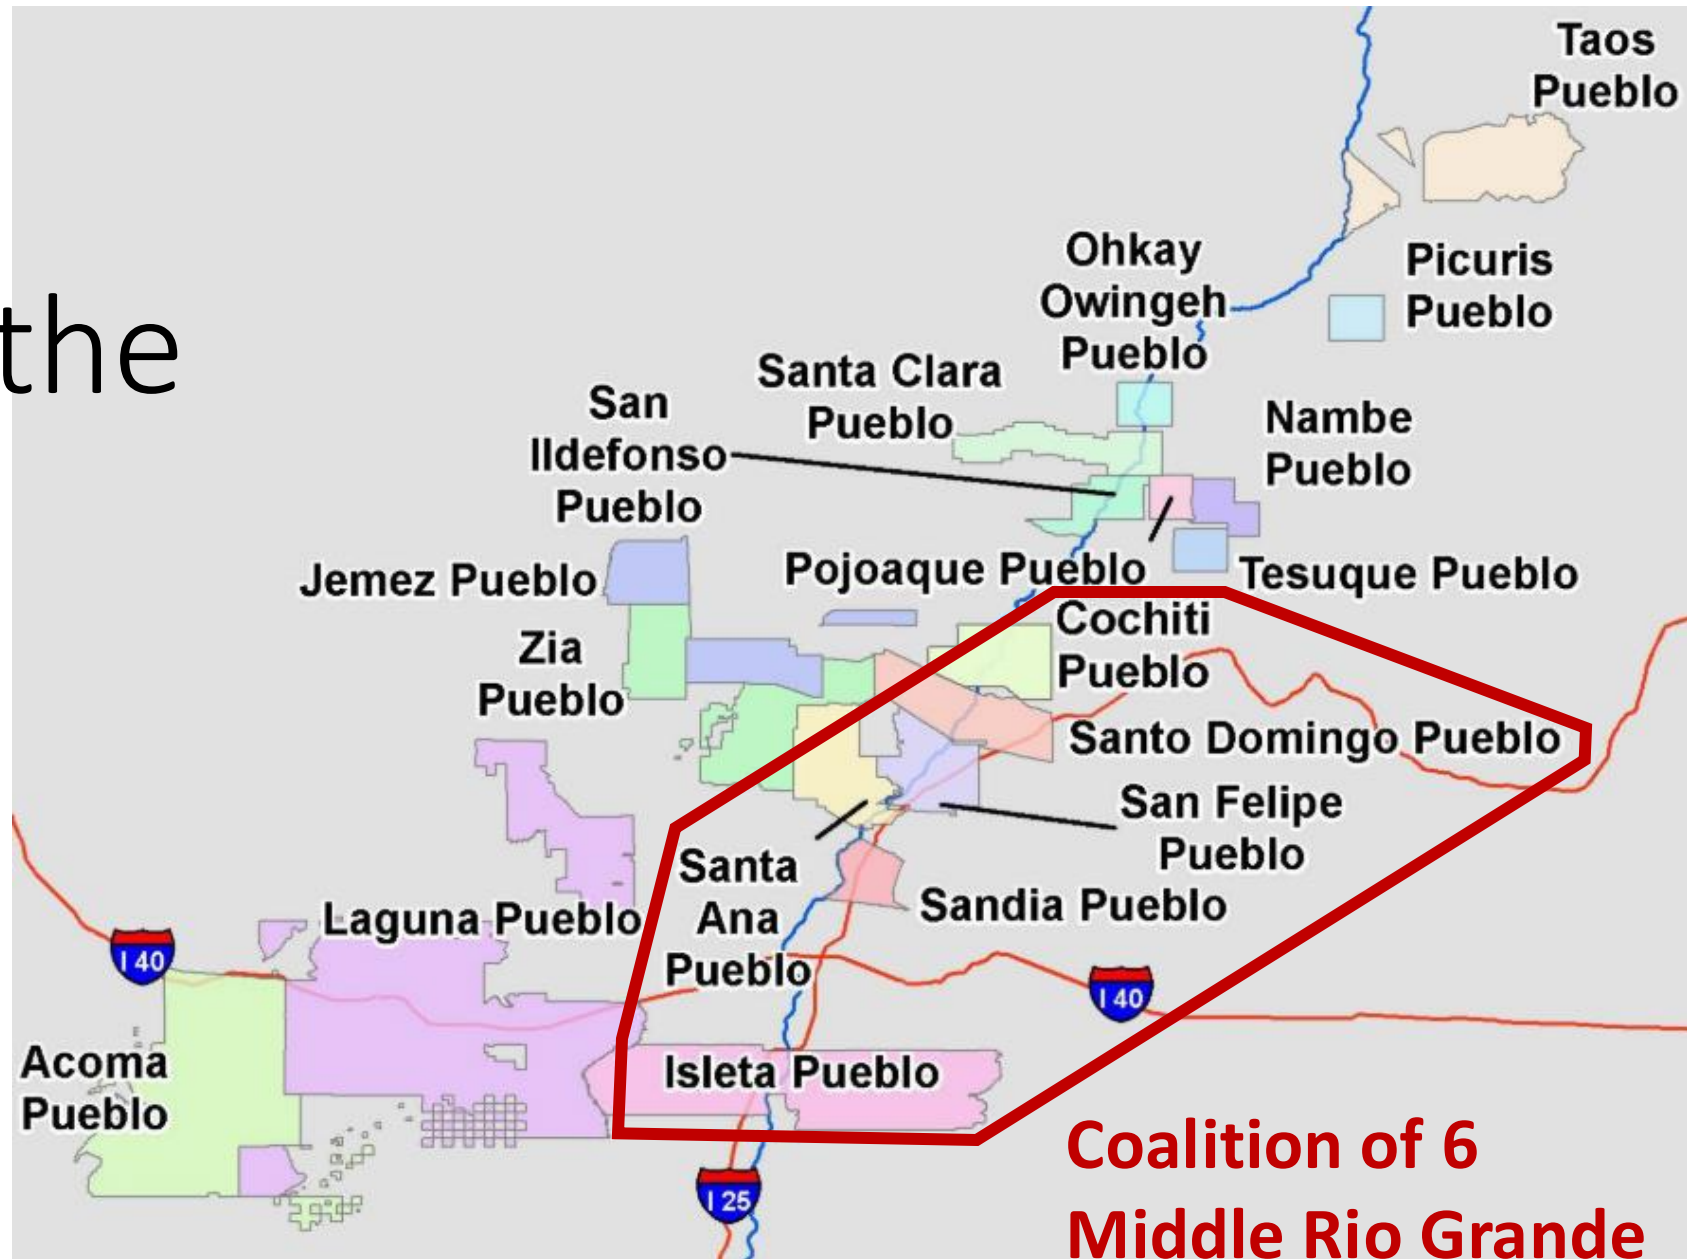 Taos
Pueblo
the
Ohkay
Owingeh
Pueblo
Picuris
Pueblo
Santa Clara
Pueblo
San
Ildefonso
Pueblo
Nambe
Pueblo
Jemez Pueblo
Pojoaque Pueblo
Tesuque Pueblo
Zia
Pueblo
Cochiti
Pueblo
Santo Domingo Pueblo
San Felipe
Pueblo
Santa
Ana
Pueblo
Sandia Pueblo
Laguna Pueblo
I 40
I 40
Acoma
Pueblo
Isleta Pueblo
I 25
Coalition of 6
Middle Rio Grande